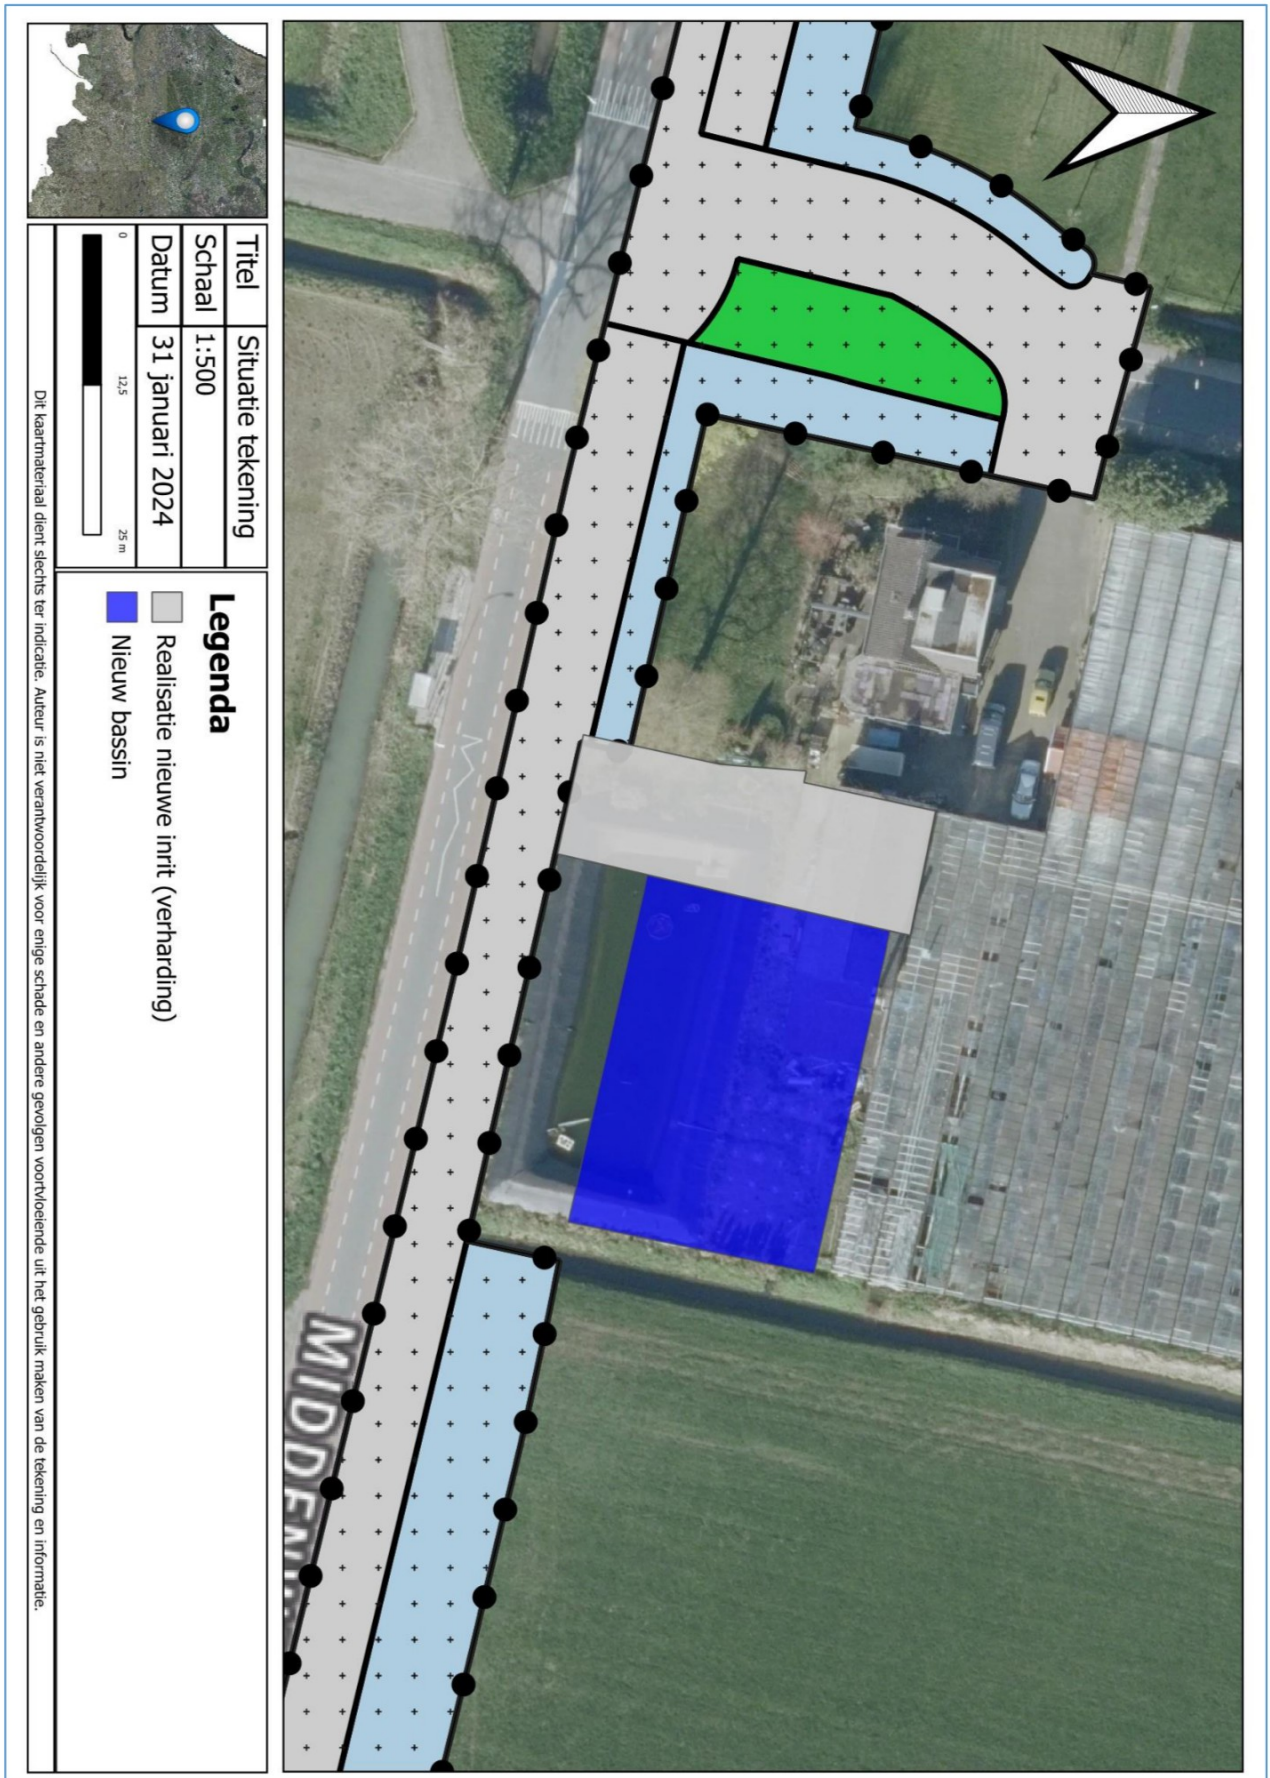 Titel Situatie tekening
Schaal 1:500
Datum 31 januari 2024
0 12,5 25 m
Legenda
Realisatie nieuwe inrit (verharding)
Nieuw bassin
Dit kaartmateriaal dient slechts ter indicatie. Auteur is niet verantwoordelijk voor enige schade en andere gevolgen voortvloeiende uit het gebruik maken van de tekening en informatie.